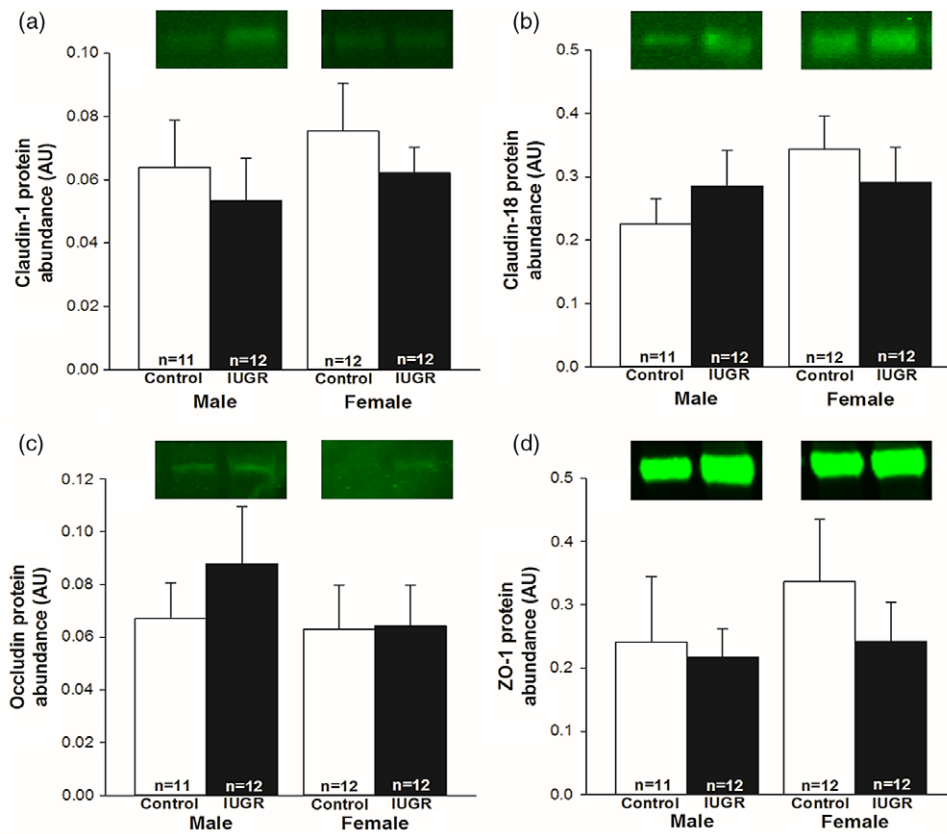 (a)
0.10
0.08
0.06
0.04
0.02
0.00
Claudin-1 protein
abundance (AU)
n=11 n=12 n=12 n=12
Control IUGR Control IUGR
Male Female
(b)
0.5
0.4
0.3
0.2
0.1
0.0
Claudin-18 protein
abundance (AU)
n=11 n=12 n=12 n=12
Control IUGR Control IUGR
Male Female
(c)
0.12
0.10
0.08
0.06
0.04
0.02
0.00
Occludin protein
abundance (AU)
n=11 n=12 n=12 n=12
Control IUGR Control IUGR
Male Female
(d)
0.5
0.4
0.3
0.2
0.1
0.0
ZO-1 protein
abundance (AU)
n=11 n=12 n=12 n=12
Control IUGR Control IUGR
Male Female